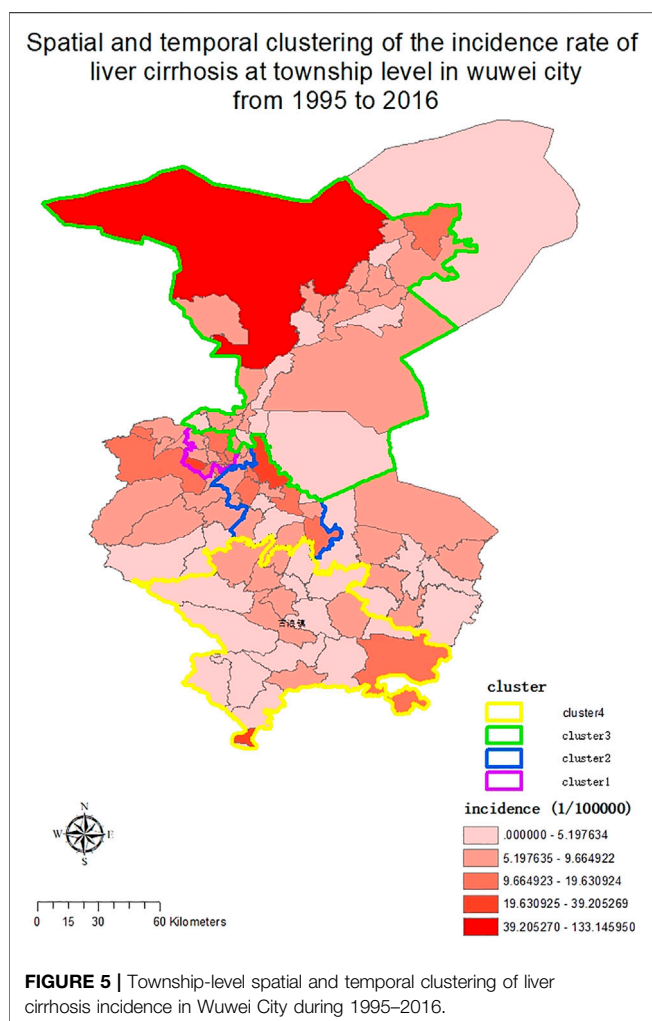 Spatial and temporal clustering of the incidence rate of
liver cirrhosis at township level in wuwei city
from 1995 to 2016
cluster
cluster4
cluster3
cluster2
cluster1
incidence (1/100000)
.000000 - 5.197634
5.197635 - 9.664922
9.664923 - 19.630924
19.630925 - 39.205269
39.205270 - 133.145950
N
W E
S
0 15 30 60 Kilometers
FIGURE 5 | Township-level spatial and temporal clustering of liver
cirrhosis incidence in Wuwei City during 1995–2016.